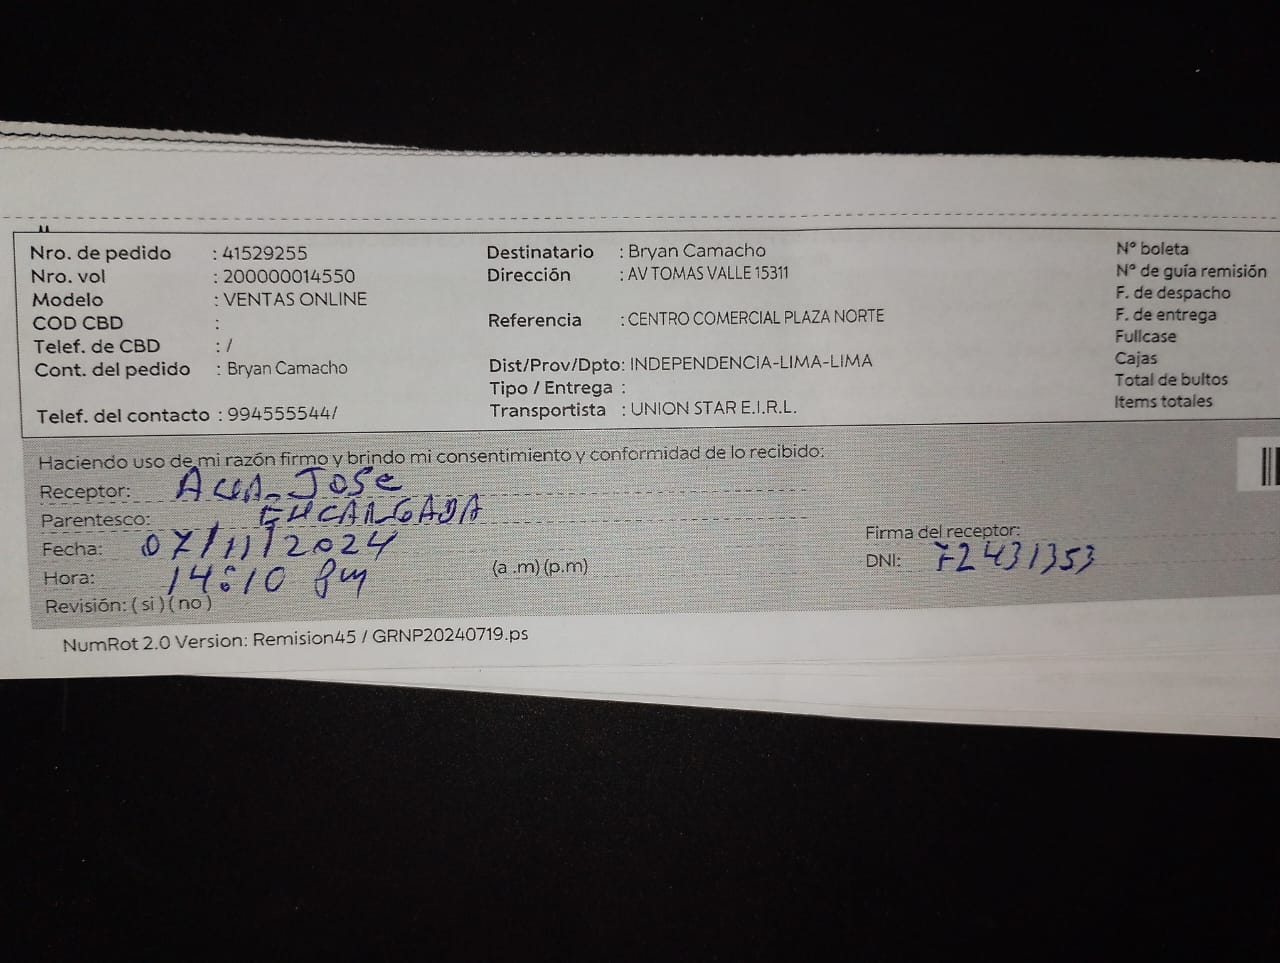 Nro. de pedido : 41529255
Nro. vol : 200000014550
Modelo : VENTAS ONLINE
COD CBD :
Telef. de CBD : /
Cont. del pedido : Bryan Camacho
Telef. del contacto : 994555544/
Destinatario : Bryan Camacho
Dirección : AV TOMAS VALLE 15311
Referencia : CENTRO COMERCIAL PLAZA NORTE
Dist/Prov/Dpto: INDEPENDENCIA-LIMA-LIMA
Tipo / Entrega :
Transportista : UNION STAR E.I.R.L.
N° boleta
N° de guía remisión
F. de despacho
F. de entrega
Fullcase
Cajas
Total de bultos
Items totales
Haciendo uso de mi razón firmo y brindo mi consentimiento y conformidad de lo recibido:
Receptor: JOSe
Parentesco: ENCARGADA
Fecha: 07/11/2024
Hora: 14:10 pm (a .m) (p.m)
Revisión: ( si ) ( no )
Firma del receptor:
DNI: 72431353
NumRot 2.0 Version: Remision45 / GRNP20240719.ps